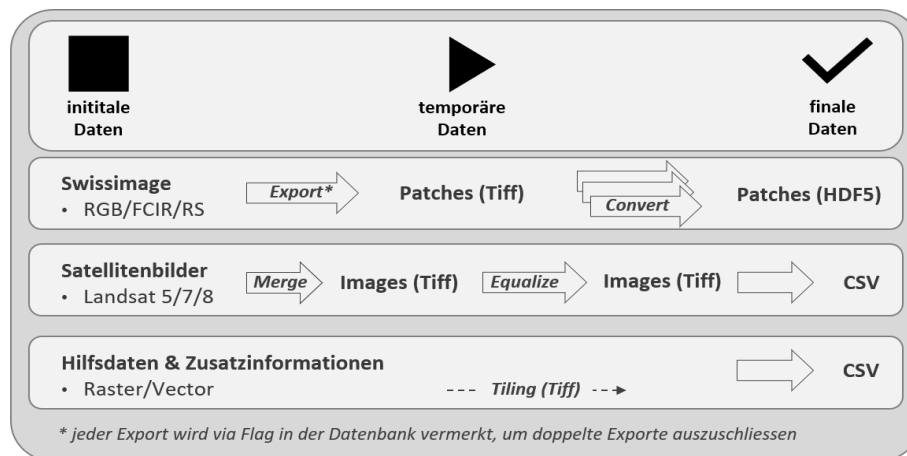 inititale
Daten
temporäre
Daten
finale
Daten
Swissimage
• RGB/FCIR/RS
Export*
Patches (Tiff)
Convert
Patches (HDF5)
Satellitenbilder
• Landsat 5/7/8
Merge
Images (Tiff)
Equalize
Images (Tiff)
CSV
Hilfsdaten & Zusatzinformationen
• Raster/Vector
Tiling (Tiff)
CSV
* jeder Export wird via Flag in der Datenbank vermerkt, um doppelte Exporte auszuschliessen